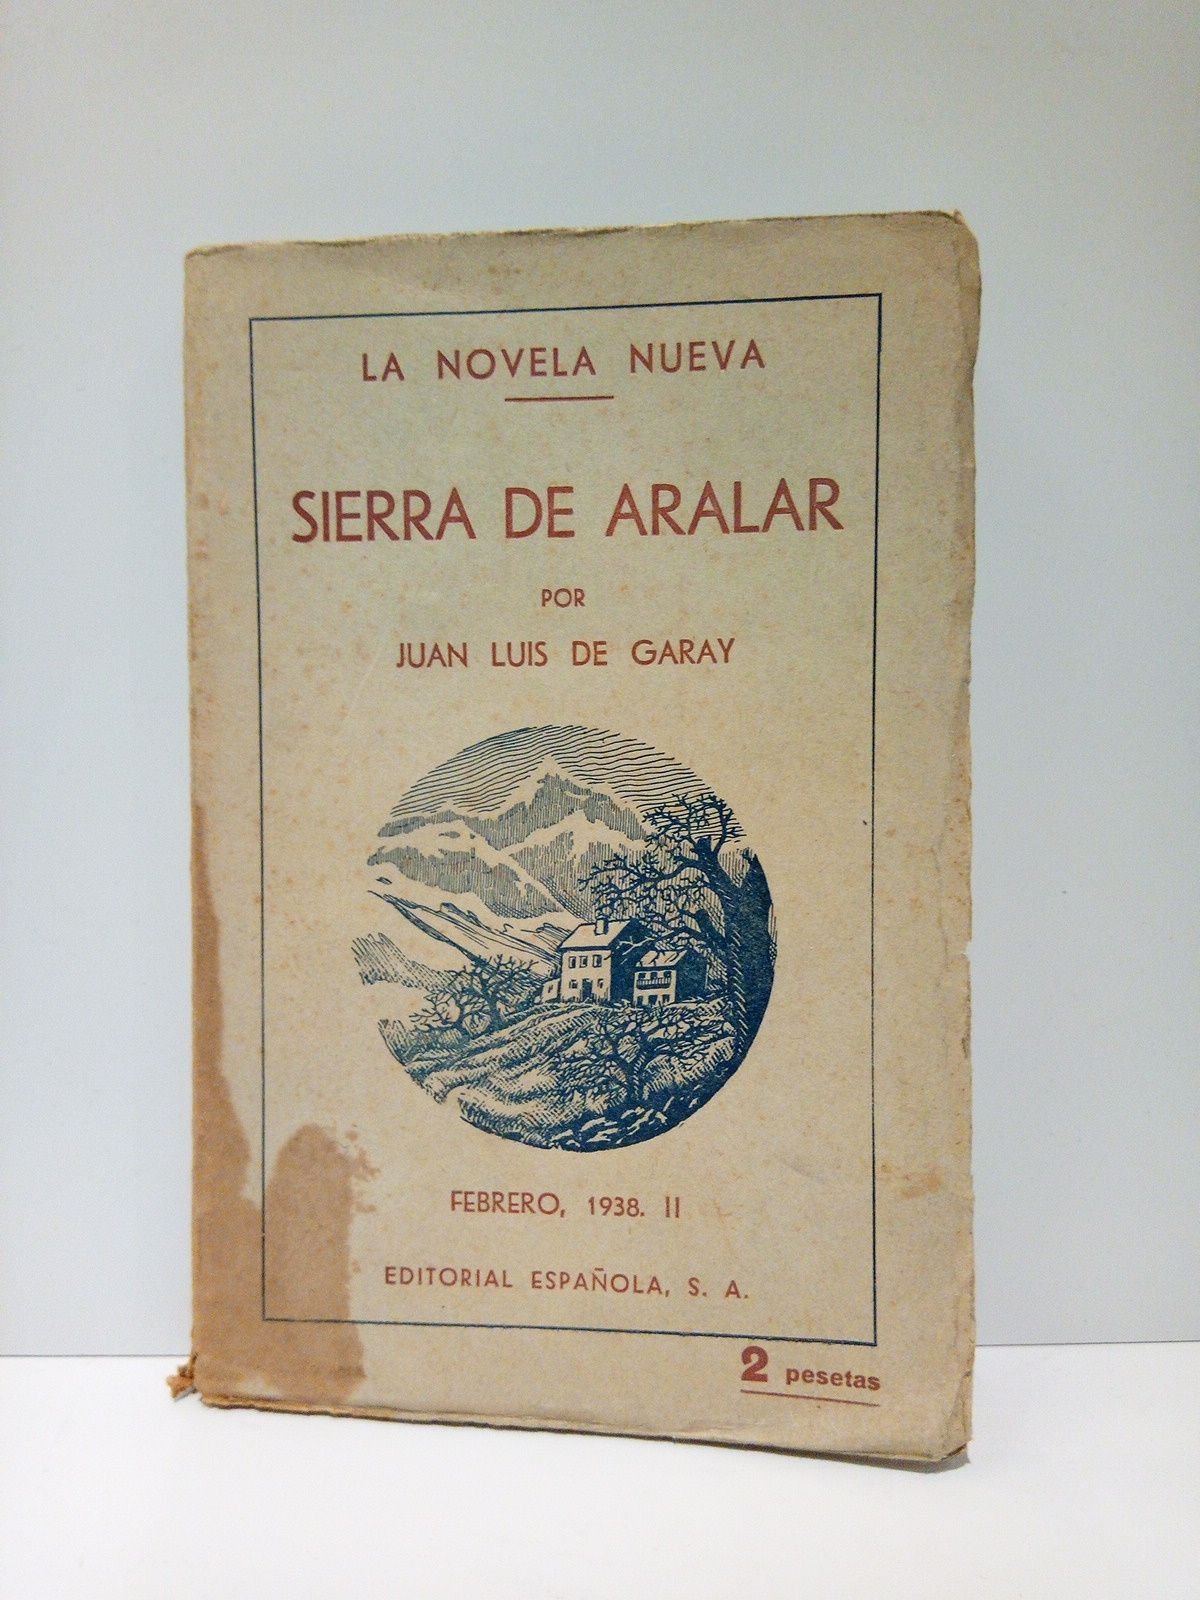 LA NOVELA NUEVA
SIERRA DE ARALAR
POR
JUAN LUIS DE GARAY
FEBRERO, 1938. II
EDITORIAL ESPAÑOLA, S. A.
2 pesetas